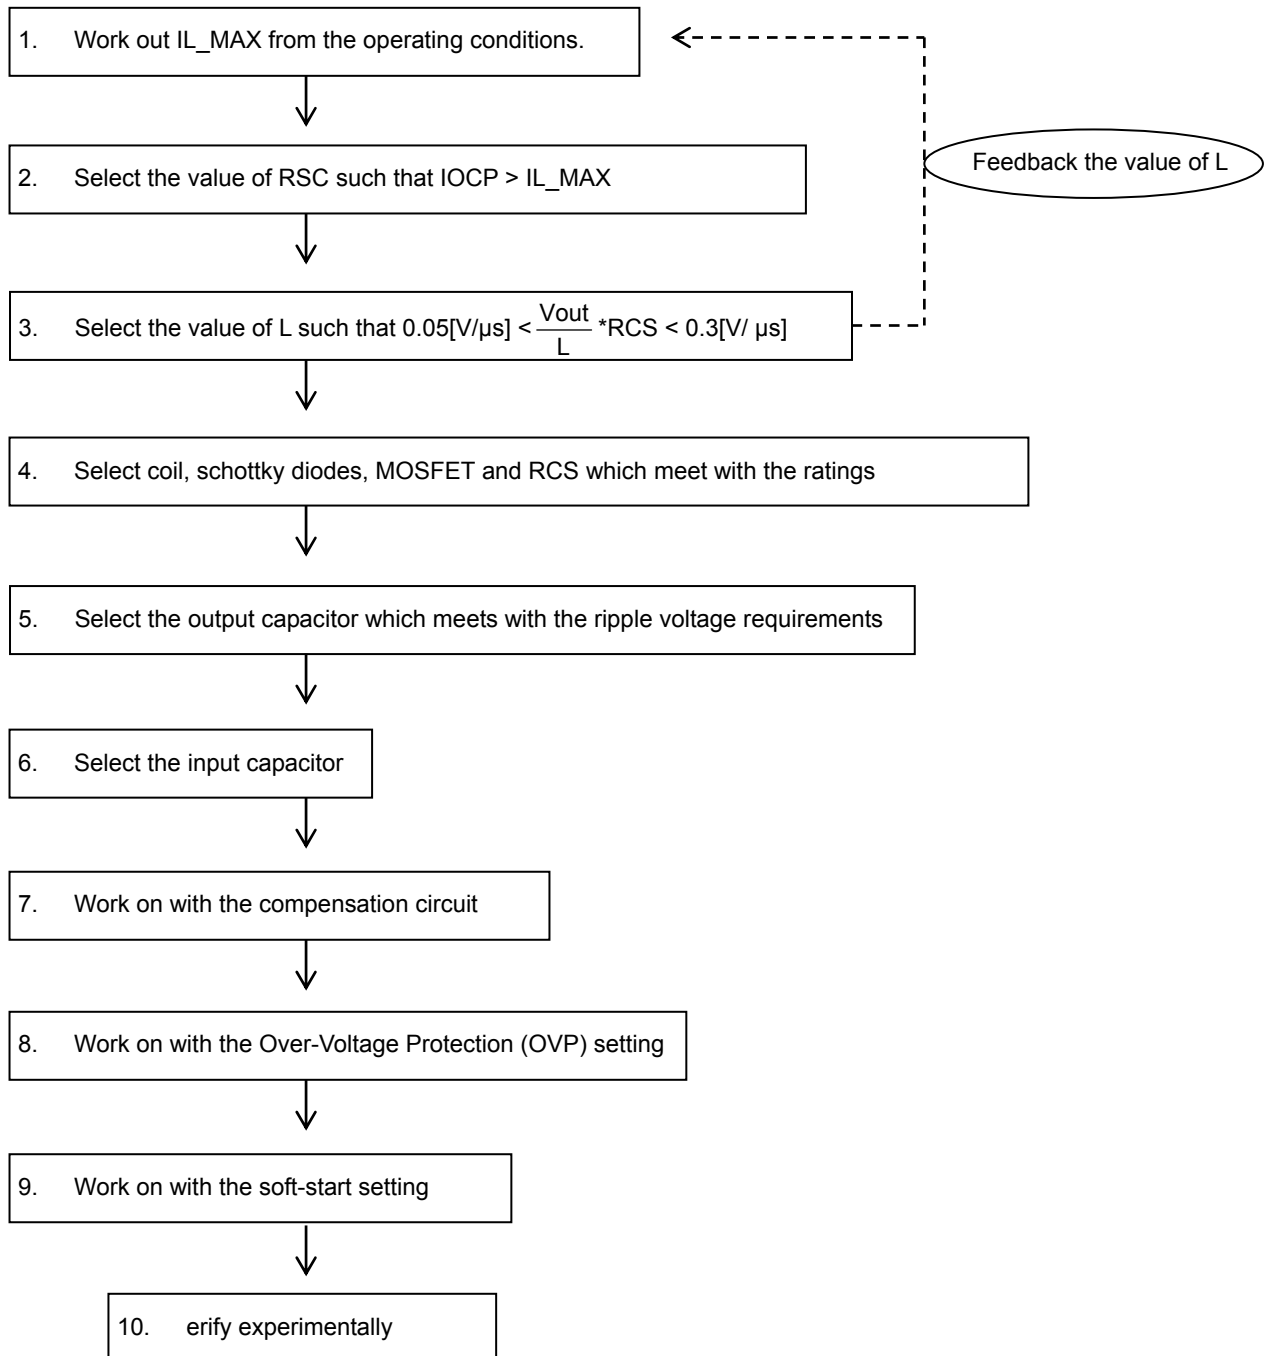 1. Work out IL_MAX from the operating conditions.
Feedback the value of L
2. Select the value of RSC such that IOCP > IL_MAX
3. Select the value of L such that 0.05[V/µs] < Vout/L *RCS < 0.3[V/ µs]
4. Select coil, schottky diodes, MOSFET and RCS which meet with the ratings
5. Select the output capacitor which meets with the ripple voltage requirements
6. Select the input capacitor
7. Work on with the compensation circuit
8. Work on with the Over-Voltage Protection (OVP) setting
9. Work on with the soft-start setting
10. erify experimentally